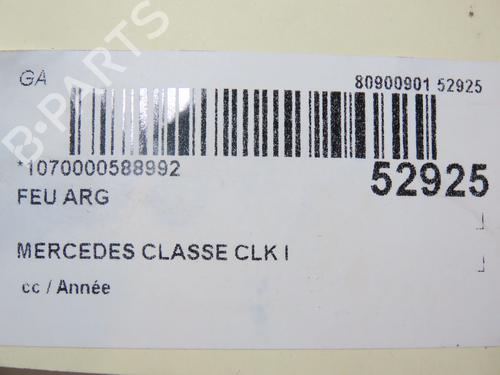 GA
80900901 52925
*1070000588992
52925
FEU ARG
MERCEDES CLASSE CLK I
cc / Année
B-PARTS